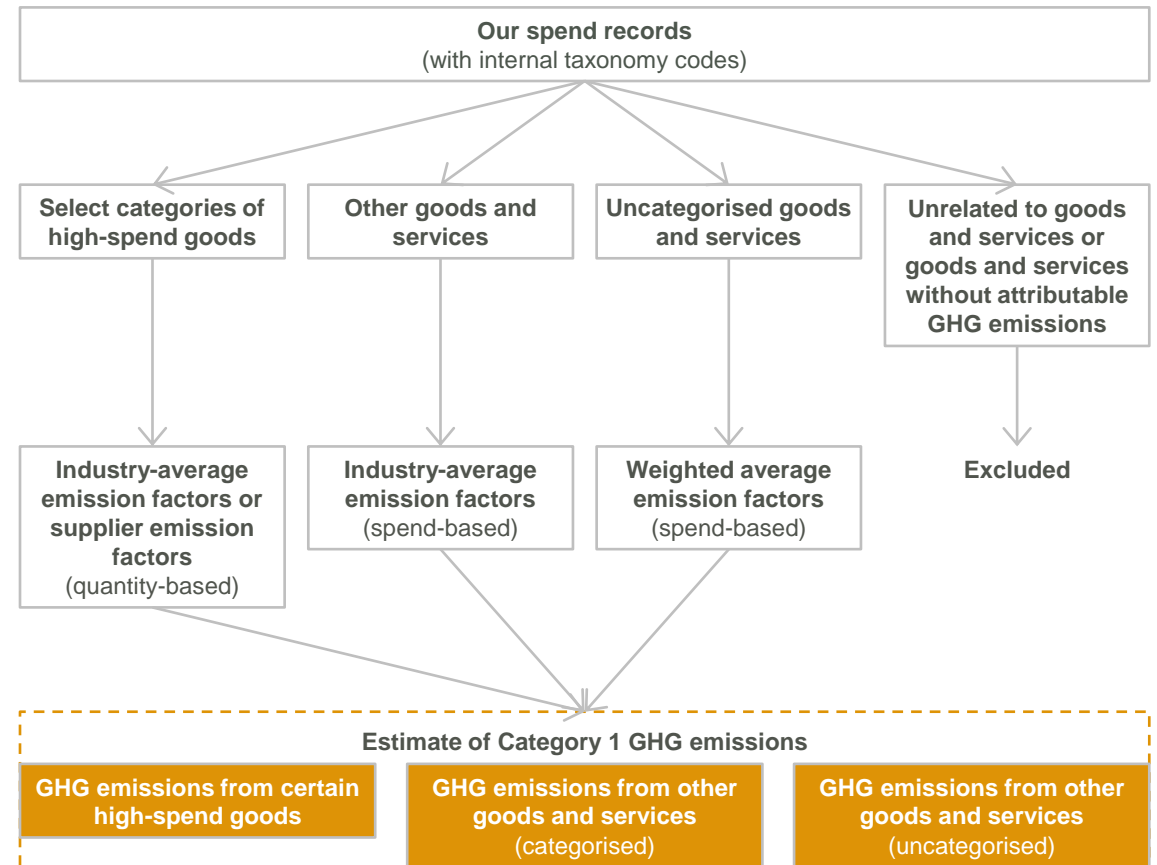 Our spend records
(with internal taxonomy codes)
Select categories of
high-spend goods
Other goods and
services
Uncategorised goods
and services
Unrelated to goods
and services or
goods and services
without attributable
GHG emissions
Industry-average
emission factors or
supplier emission
factors
(quantity-based)
Industry-average
emission factors
(spend-based)
Weighted average
emission factors
(spend-based)
Excluded
Estimate of Category 1 GHG emissions
GHG emissions from certain
high-spend goods
GHG emissions from other
goods and services
(categorised)
GHG emissions from other
goods and services
(uncategorised)